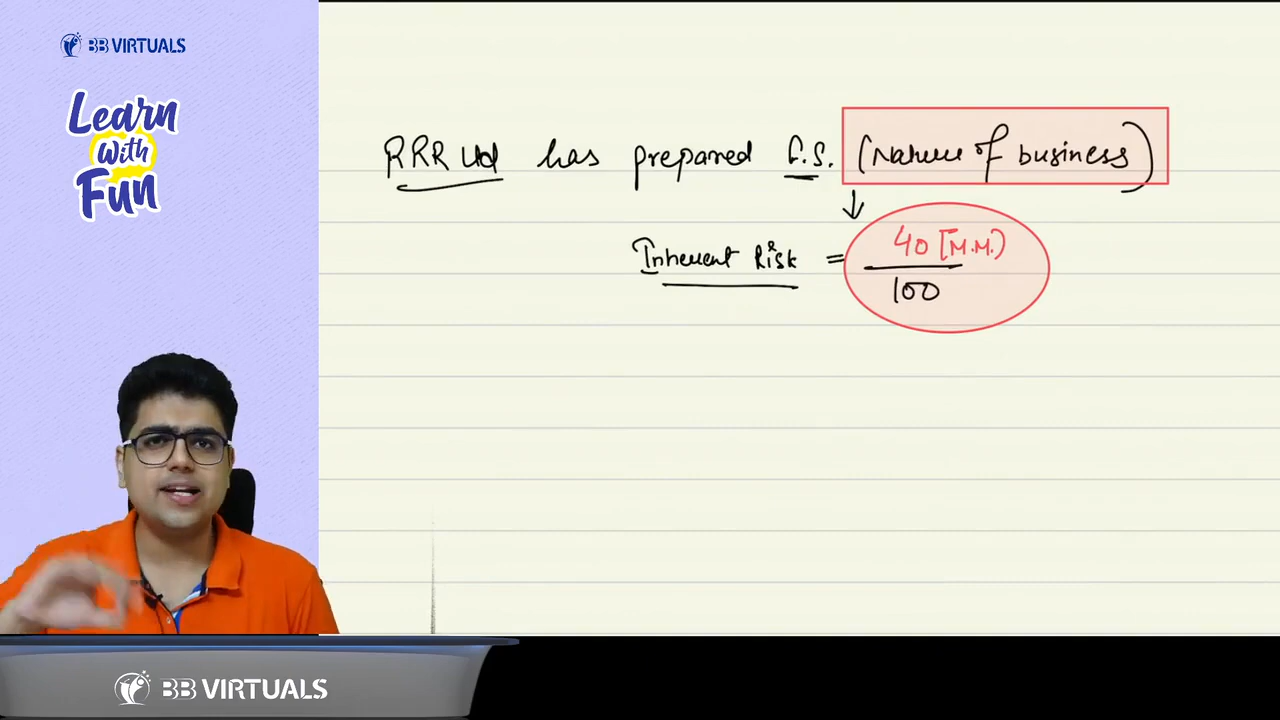 BB VIRTUALS
Learn
with
Fun
RRR Ltd has prepared F.S. (Nature of business)
↓
Inherent Risk = 40 [M.M.)
100
BB VIRTUALS